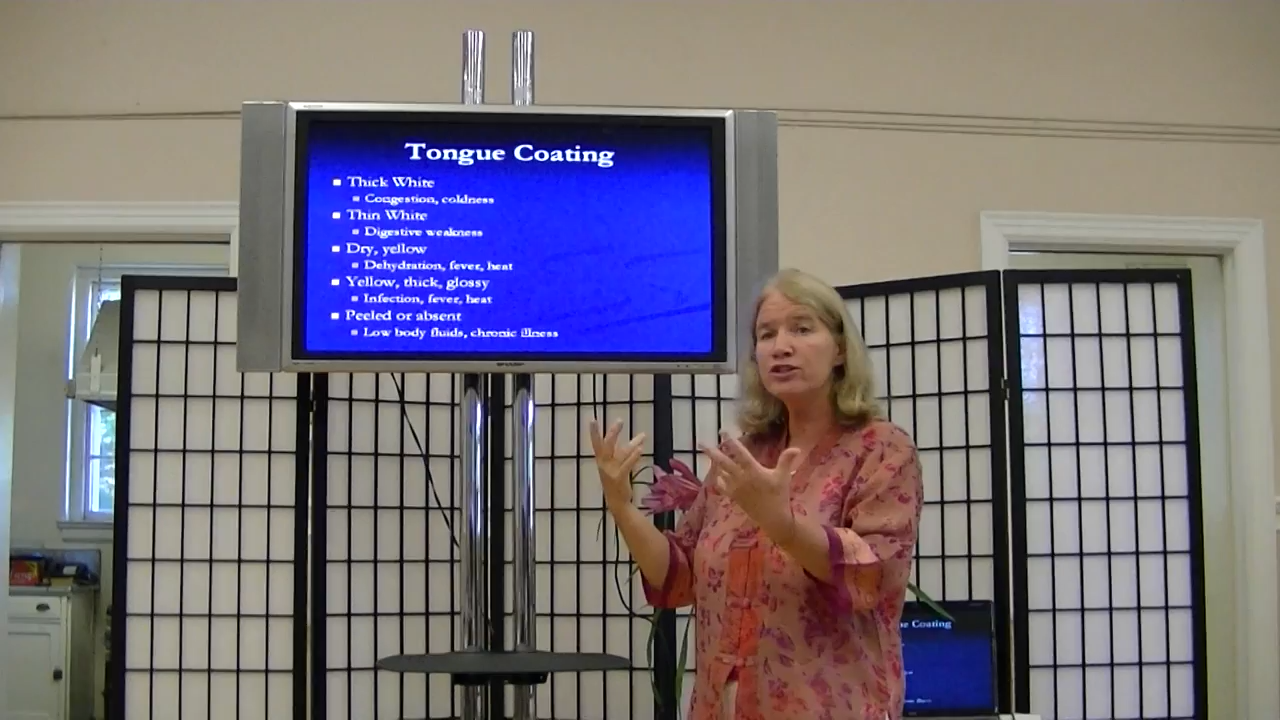 Tongue Coating
Thick White
Congestion, coldness
Thin White
Digestive weakness
Dry, yellow
Dehydration, fever, heat
Yellow, thick, glossy
Infection, fever, heat
Peeled or absent
Low body fluids, chronic illness
SHARP
Coating